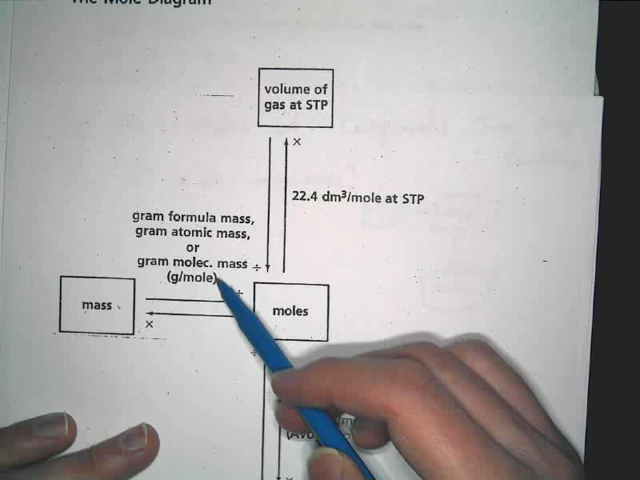 The Mole Diagram
volume of
gas at STP
×
22.4 dm³/mole at STP
gram formula mass,
gram atomic mass,
or
gram molec. mass ÷
(g/mole)
÷
mass
moles
×
÷
×